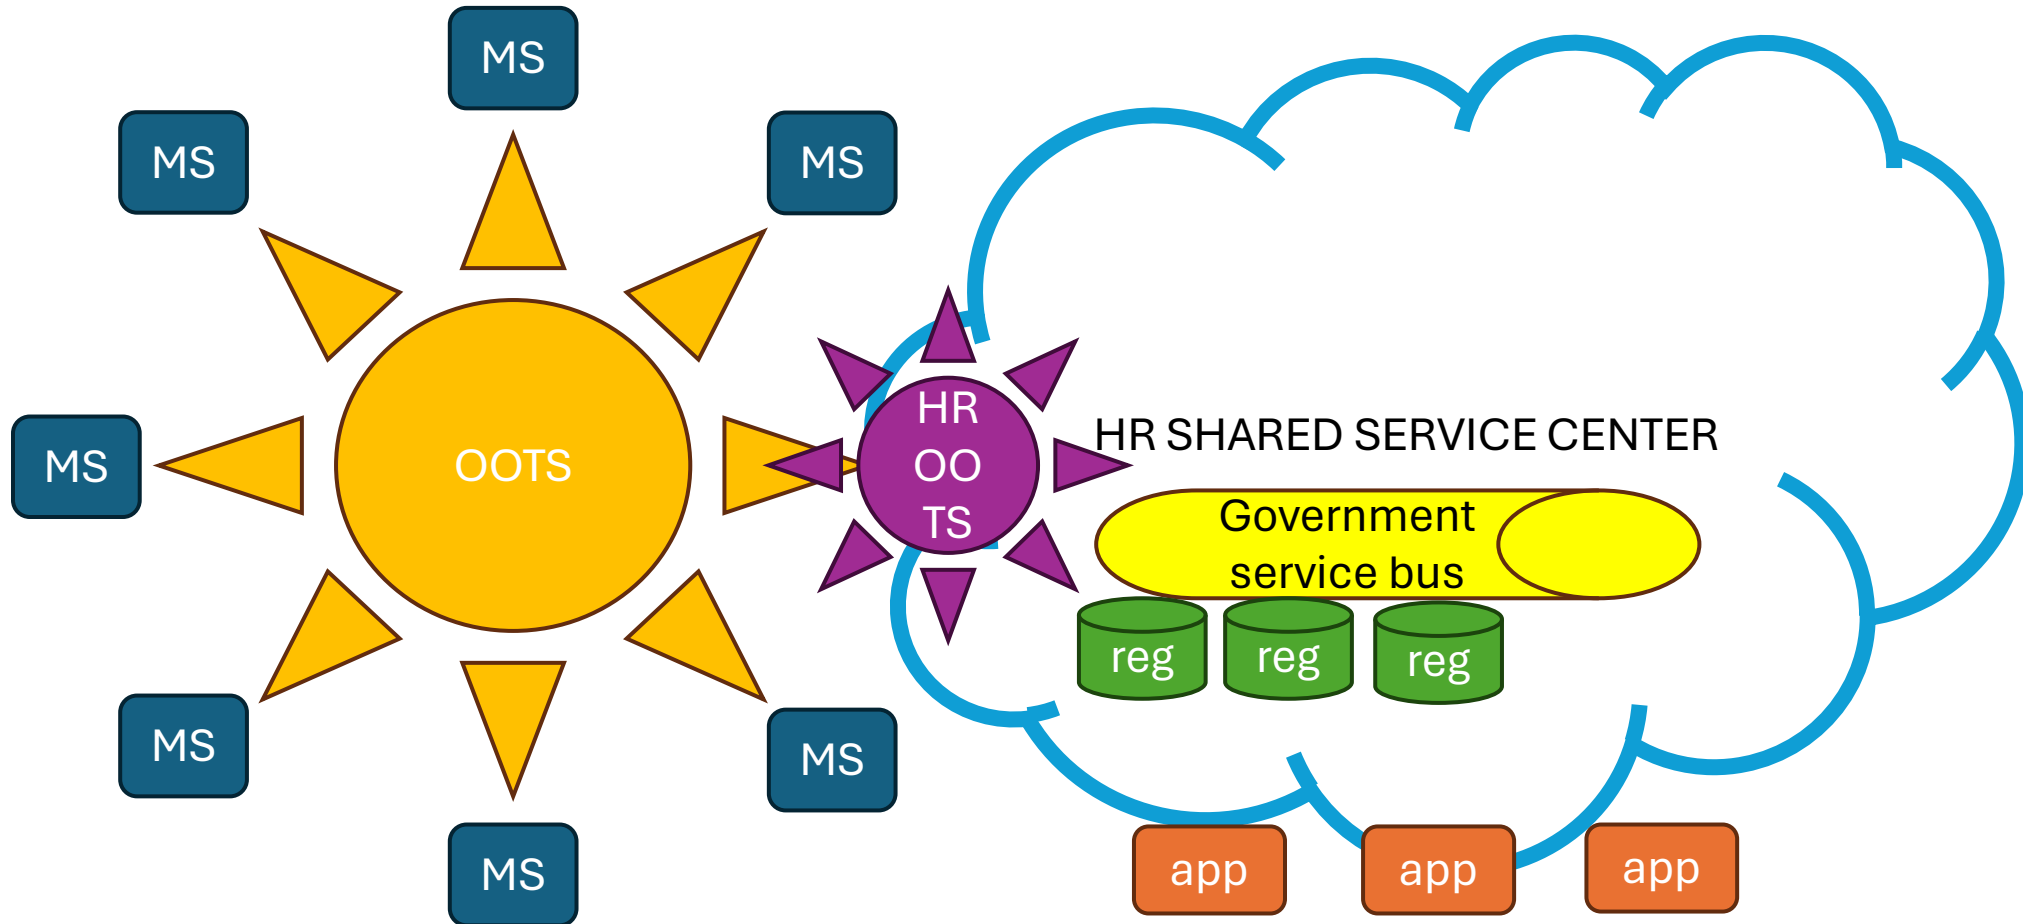 MS
MS
MS
MS
OOTS
MS
MS
MS
HR
OO
TS
HR SHARED SERVICE CENTER
Government
service bus
reg
reg
reg
app
app
app